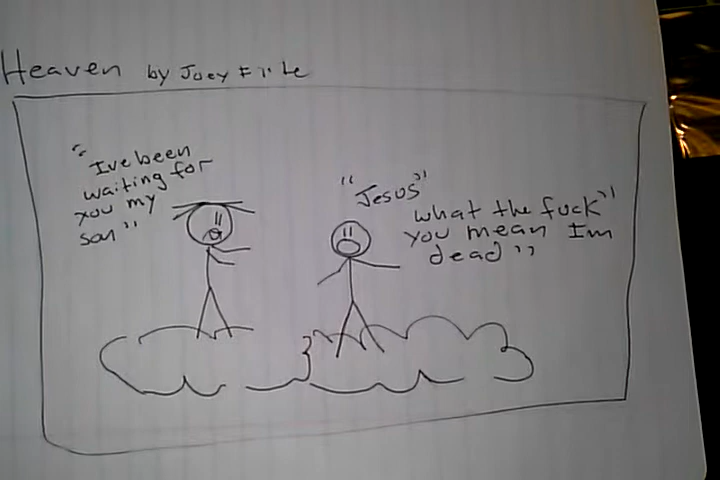 Heaven by Joey
"Ive been
waiting for
you my
son"
"Jesus"
what the fuck"
you mean Im
dead"